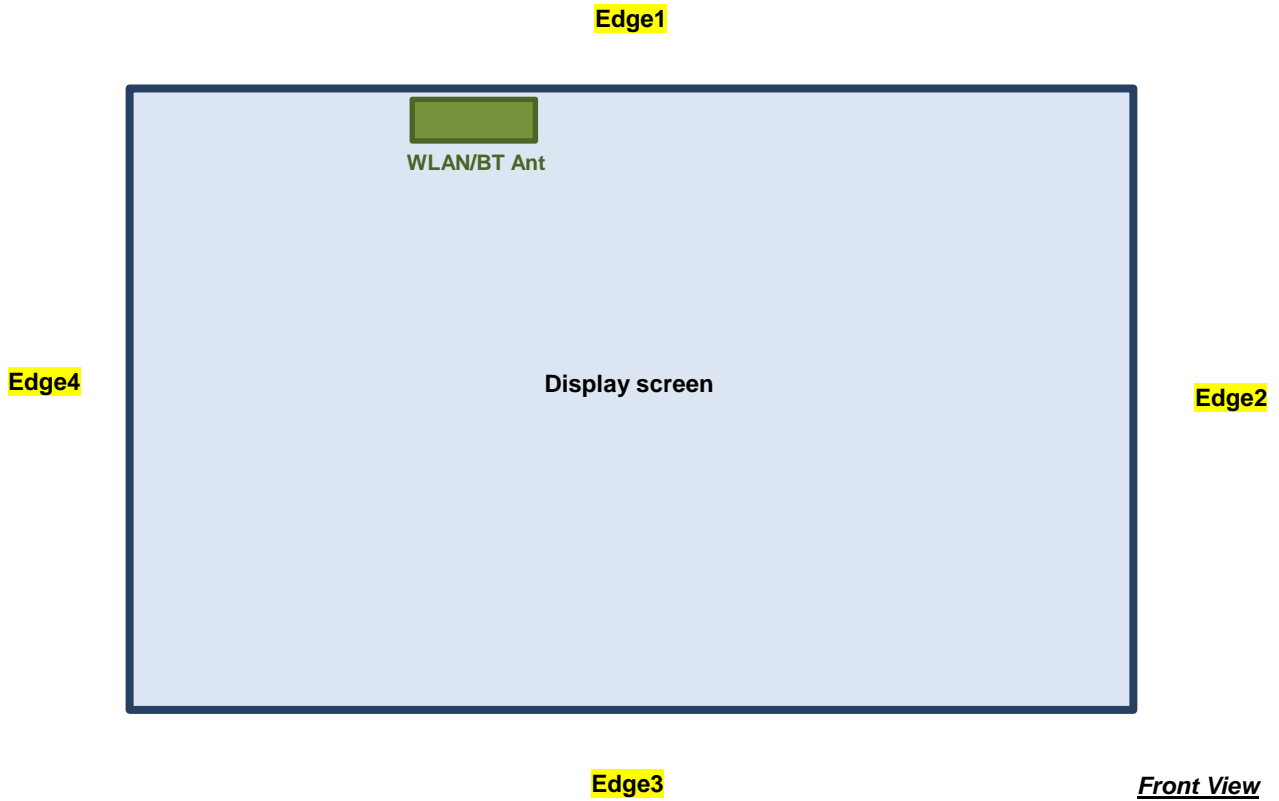 Edge1
WLAN/BT Ant
Edge4
Display screen
Edge2
Edge3
Front View